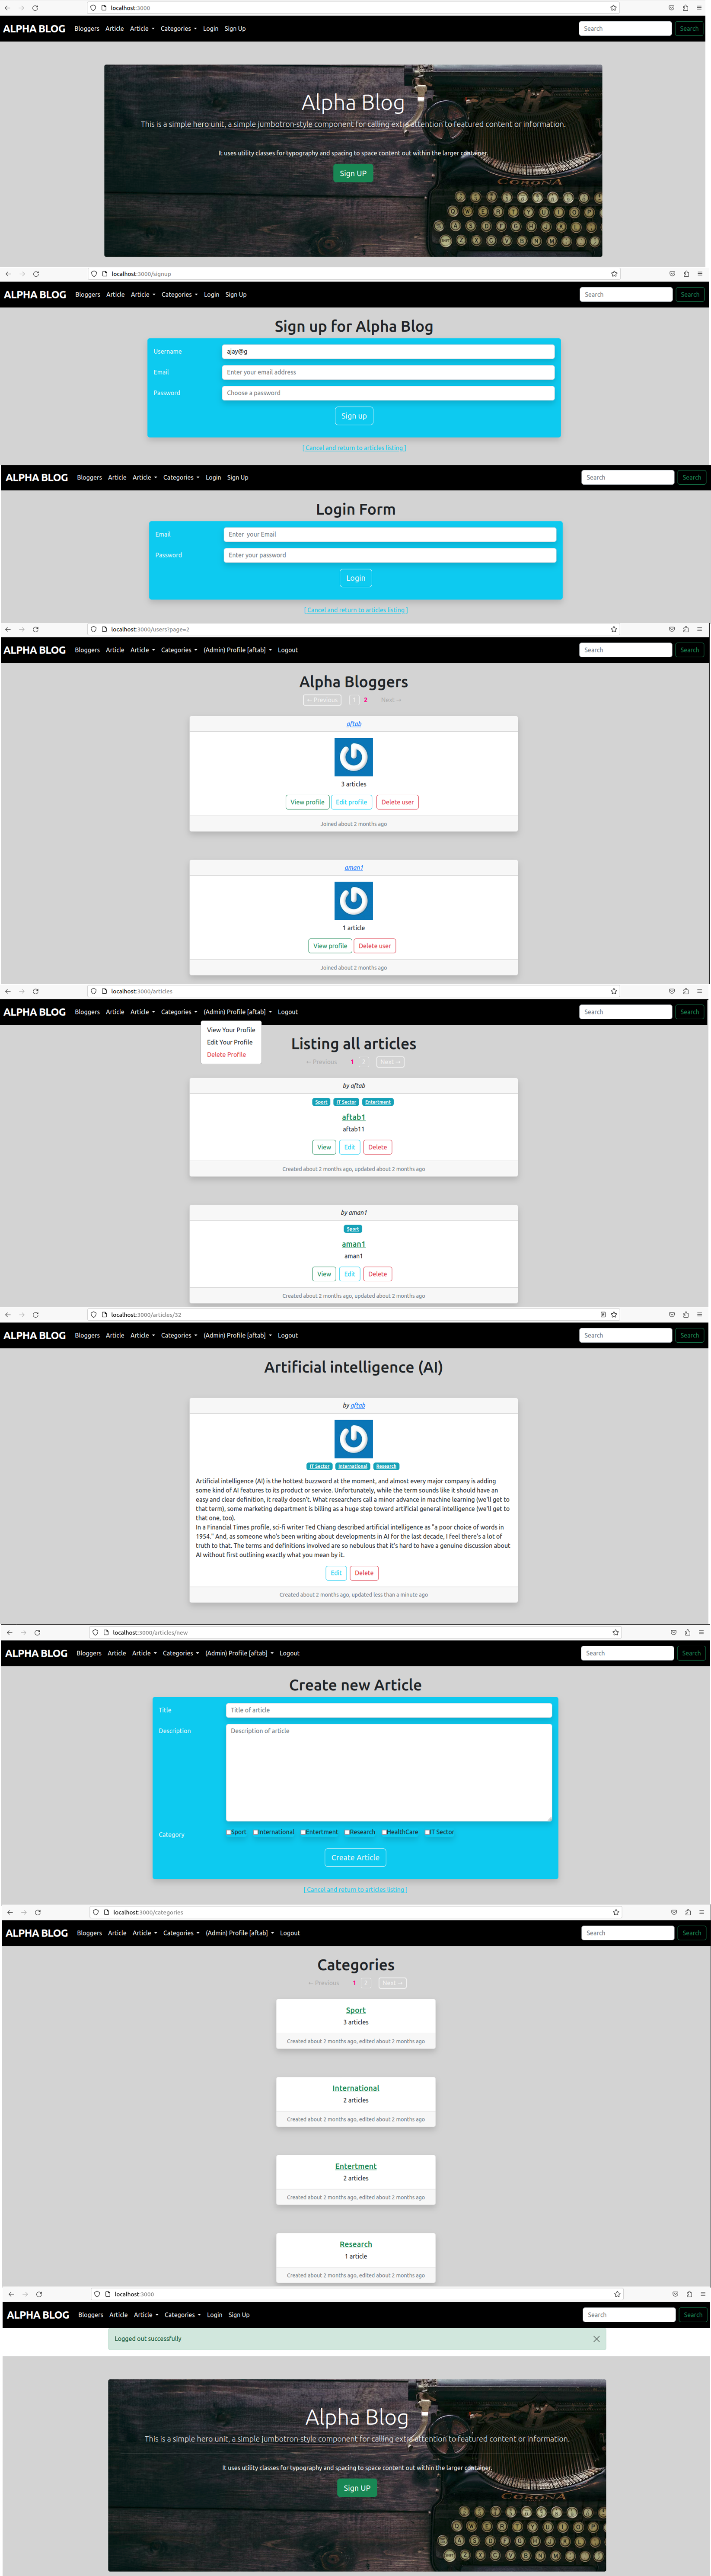 localhost:3000
ALPHA BLOG Bloggers Article Article Categories Login Sign Up Search Search
Alpha Blog
This is a simple hero unit, a simple jumbotron-style component for calling extra attention to featured content or information.
It uses utility classes for typography and spacing to space content out within the larger container.
Sign UP
CORONA
localhost:3000/signup
ALPHA BLOG Bloggers Article Article Categories Login Sign Up Search Search
Sign up for Alpha Blog
Username ajay@g
Email Enter your email address
Password Choose a password
Sign up
[ Cancel and return to articles listing ]
ALPHA BLOG Bloggers Article Article Categories Login Sign Up Search Search
Login Form
Email Enter your Email
Password Enter your password
Login
[ Cancel and return to articles listing ]
localhost:3000/users?page=2
ALPHA BLOG Bloggers Article Article Categories (Admin) Profile [aftab] Logout Search Search
Alpha Bloggers
← Previous 1 2 Next →
aftab
3 articles
View profile Edit profile Delete user
Joined about 2 months ago
aman1
1 article
View profile Delete user
Joined about 2 months ago
localhost:3000/articles
ALPHA BLOG Bloggers Article Article Categories (Admin) Profile [aftab] Logout Search Search
View Your Profile
Edit Your Profile
Delete Profile
Listing all articles
← Previous 1 2 Next →
by aftab
Sport IT Sector Entertment
aftab1
aftab11
View Edit Delete
Created about 2 months ago, updated about 2 months ago
by aman1
Sport
aman1
aman1
View Edit Delete
Created about 2 months ago, updated about 2 months ago
localhost:3000/articles/32
ALPHA BLOG Bloggers Article Article Categories (Admin) Profile [aftab] Logout Search Search
Artificial intelligence (AI)
by aftab
IT Sector International Research
Artificial intelligence (AI) is the hottest buzzword at the moment, and almost every major company is adding
some kind of AI features to its product or service. Unfortunately, while the term sounds like it should have an
easy and clear definition, it really doesn't. What researchers call a minor advance in machine learning (we'll get to
that term), some marketing department is billing as a huge step toward artificial general intelligence (we'll get to
that one, too).
In a Financial Times profile, sci-fi writer Ted Chiang described artificial intelligence as "a poor choice of words in
1954." And, as someone who's been writing about developments in AI for the last decade, I feel there's a lot of
truth to that. The terms and definitions involved are so nebulous that it's hard to have a genuine discussion about
AI without first outlining exactly what you mean by it.
Edit Delete
Created about 2 months ago, updated less than a minute ago
localhost:3000/articles/new
ALPHA BLOG Bloggers Article Article Categories (Admin) Profile [aftab] Logout Search Search
Create new Article
Title Title of article
Description Description of article
Category Sport International Entertment Research HealthCare IT Sector
Create Article
[ Cancel and return to articles listing ]
localhost:3000/categories
ALPHA BLOG Bloggers Article Article Categories (Admin) Profile [aftab] Logout Search Search
Categories
← Previous 1 2 Next →
Sport
3 articles
Created about 2 months ago, edited about 2 months ago
International
2 articles
Created about 2 months ago, edited about 2 months ago
Entertment
2 articles
Created about 2 months ago, edited about 2 months ago
Research
1 article
Created about 2 months ago, edited about 2 months ago
localhost:3000
ALPHA BLOG Bloggers Article Article Categories Login Sign Up Search Search
Logged out successfully
Alpha Blog
This is a simple hero unit, a simple jumbotron-style component for calling extra attention to featured content or information.
It uses utility classes for typography and spacing to space content out within the larger container.
Sign UP
CORONA